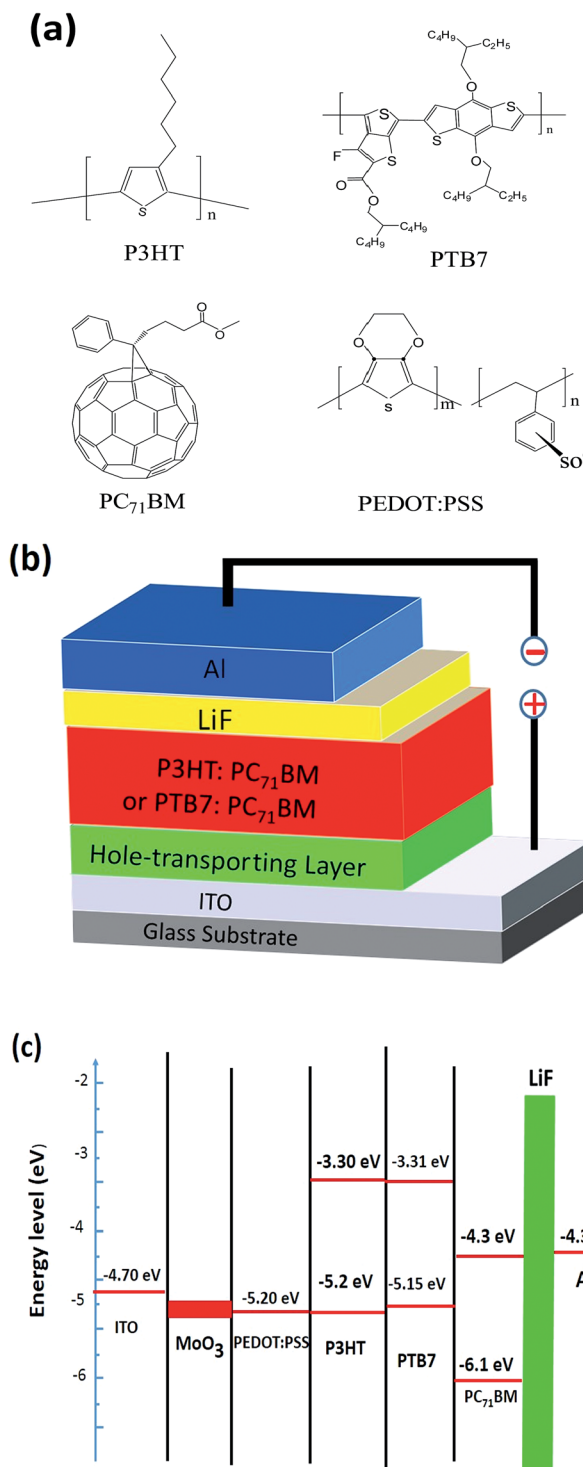 (a)
C4H9
C2H5
O
S
S
S
n
F
S
O
O
O
C4H9
C2H5
C4H9
C4H9
S
n
P3HT
PTB7
O
O
O
O
S
m
n
SO
PC71BM
PEDOT:PSS
(b)
Al
LiF
P3HT: PC71BM
or PTB7: PC71BM
Hole-transporting Layer
ITO
Glass Substrate
−
+
(c)
LiF
Energy level (eV)
-2
-3
-4
-5
-6
-3.30 eV
-3.31 eV
-4.3 eV
-4.3
-4.70 eV
-5.20 eV
-5.2 eV
-5.15 eV
-6.1 eV
ITO
MoO3
PEDOT:PSS
P3HT
PTB7
PC71BM
A